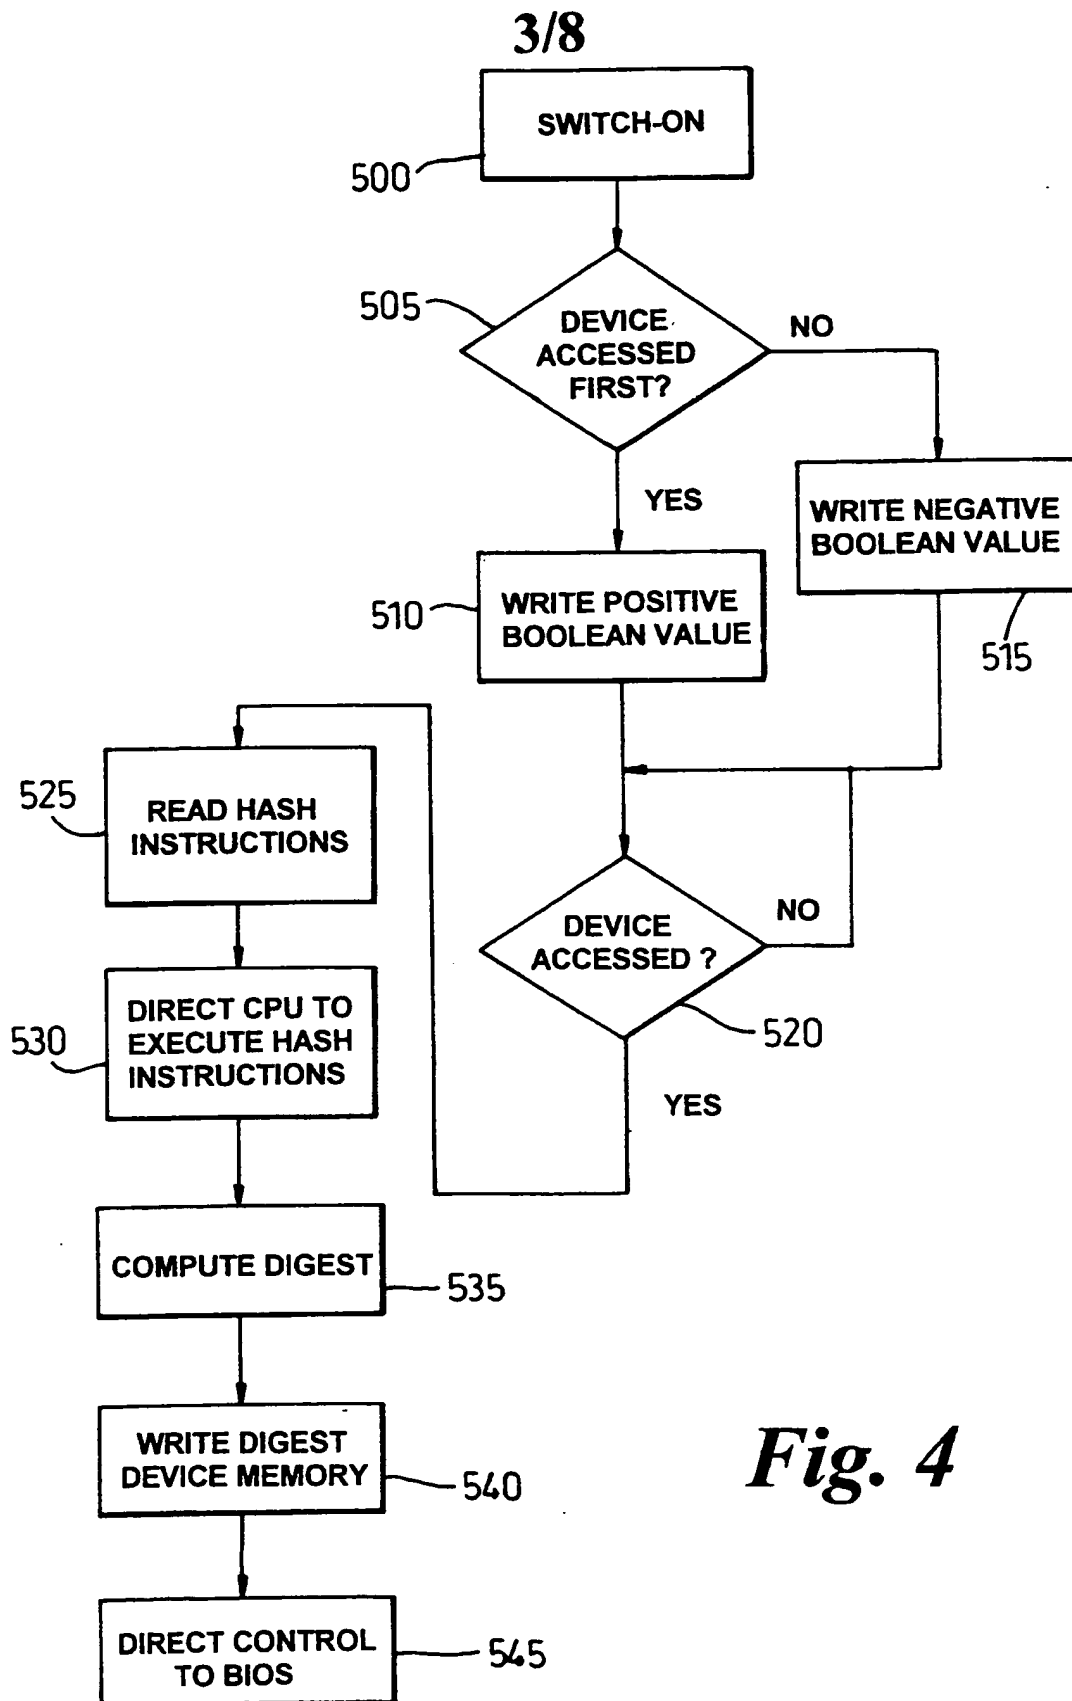 3/8
SWITCH-ON
500
505
DEVICE
ACCESSED
FIRST?
NO
YES
WRITE NEGATIVE
BOOLEAN VALUE
515
510
WRITE POSITIVE
BOOLEAN VALUE
525
READ HASH
INSTRUCTIONS
DEVICE
ACCESSED ?
NO
520
YES
530
DIRECT CPU TO
EXECUTE HASH
INSTRUCTIONS
COMPUTE DIGEST
535
WRITE DIGEST
DEVICE MEMORY
540
DIRECT CONTROL
TO BIOS
545
Fig. 4